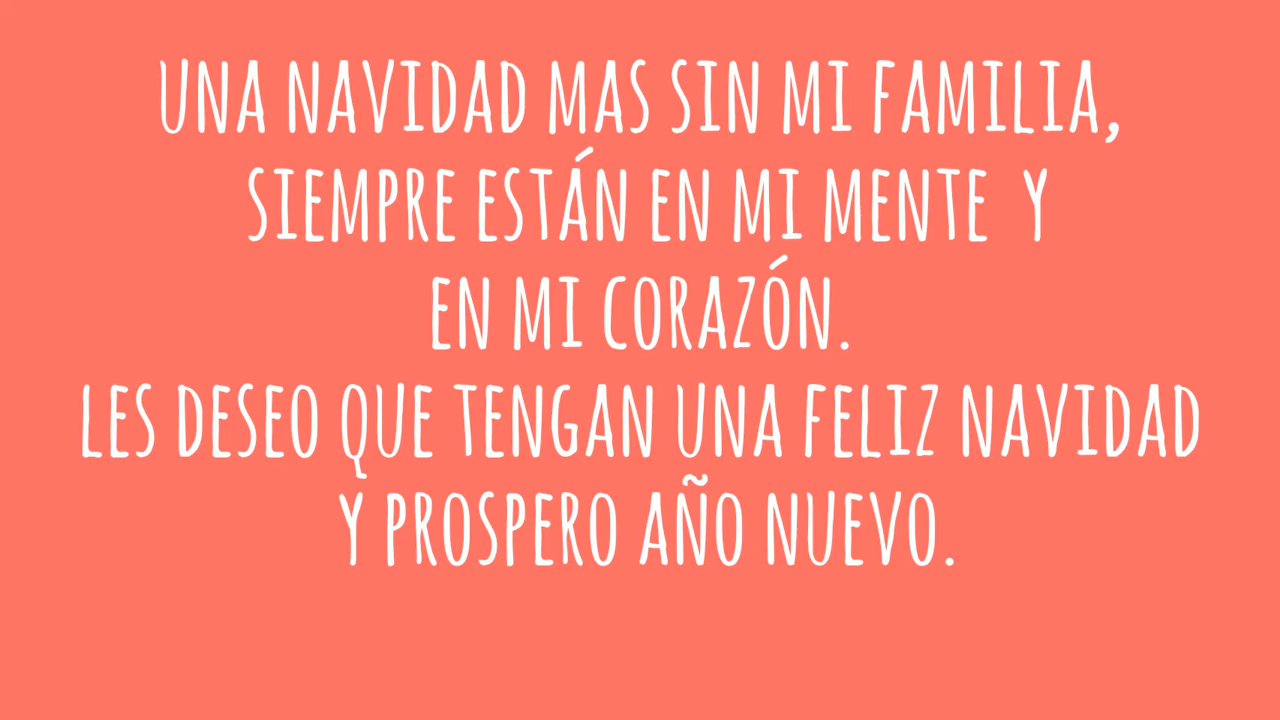 UNA NAVIDAD MAS SIN MI FAMILIA,
SIEMPRE ESTÁN EN MI MENTE Y
EN MI CORAZÓN.
LES DESEO QUE TENGAN UNA FELIZ NAVIDAD
Y PROSPERO AÑO NUEVO.